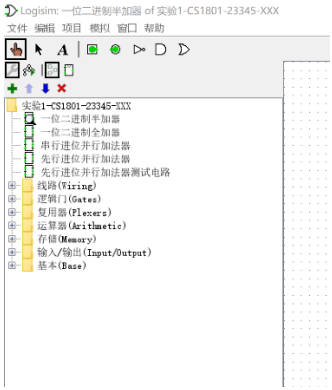 Logisim: 一位二进制半加器 of 实验1-CS1801-23345-XXX
文件 编辑 项目 模拟 窗口 帮助
A
实验1-CS1801-23345-XXX
一位二进制半加器
一位二进制全加器
串行进位并行加法器
先行进位并行加法器
先行进位并行加法器测试电路
线路(Wiring)
逻辑门(Gates)
复用器(Plexers)
运算器(Arithmetic)
存储(Memory)
输入/输出(Input/Output)
基本(Base)